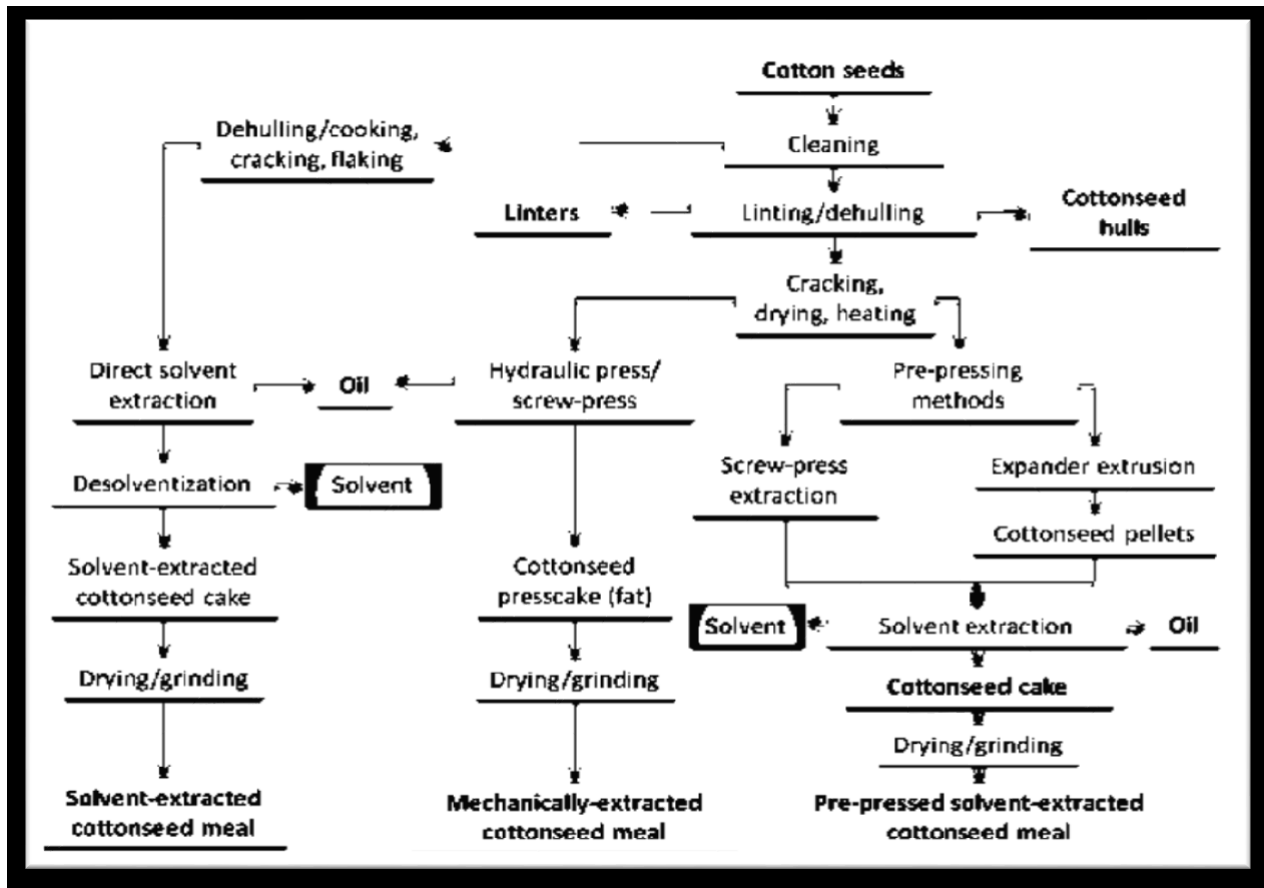 Cotton seeds
Dehulling/cooking,
cracking, flaking
Cleaning
Linters
Linting/dehulling
Cottonseed
hulls
Cracking,
drying, heating
Direct solvent
extraction
Oil
Hydraulic press/
screw-press
Pre-pressing
methods
Screw-press
extraction
Expander extrusion
Desolventization
Solvent
Cottonseed pellets
Solvent-extracted
cottonseed cake
Cottonseed
presscake (fat)
Solvent
Solvent extraction
Oil
Drying/grinding
Drying/grinding
Cottonseed cake
Drying/grinding
Solvent-extracted
cottonseed meal
Mechanically-extracted
cottonseed meal
Pre-pressed solvent-extracted
cottonseed meal